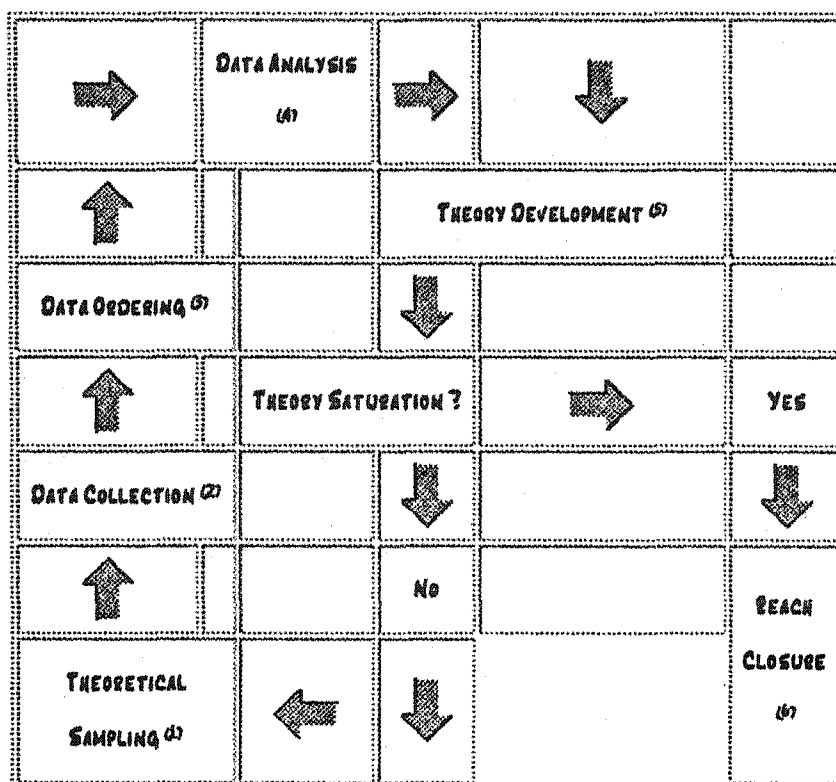 DATA ANALYSIS
(4)
THEORY DEVELOPMENT (5)
DATA ORDERING (3)
THEORY SATURATION ?
YES
DATA COLLECTION (2)
NO
REACH
CLOSURE
(6)
THEORETICAL
SAMPLING (1)